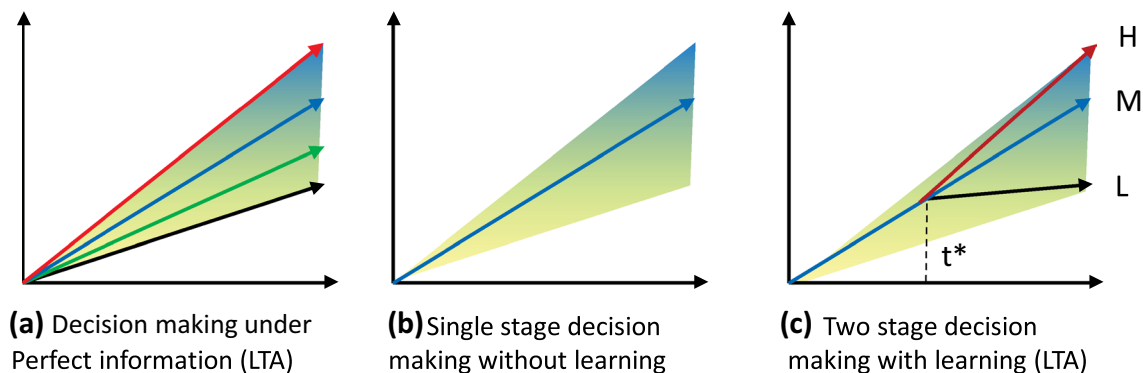 H
M
L
t*
(a) Decision making under
Perfect information (LTA)
(b) Single stage decision
making without learning
(c) Two stage decision
making with learning (LTA)